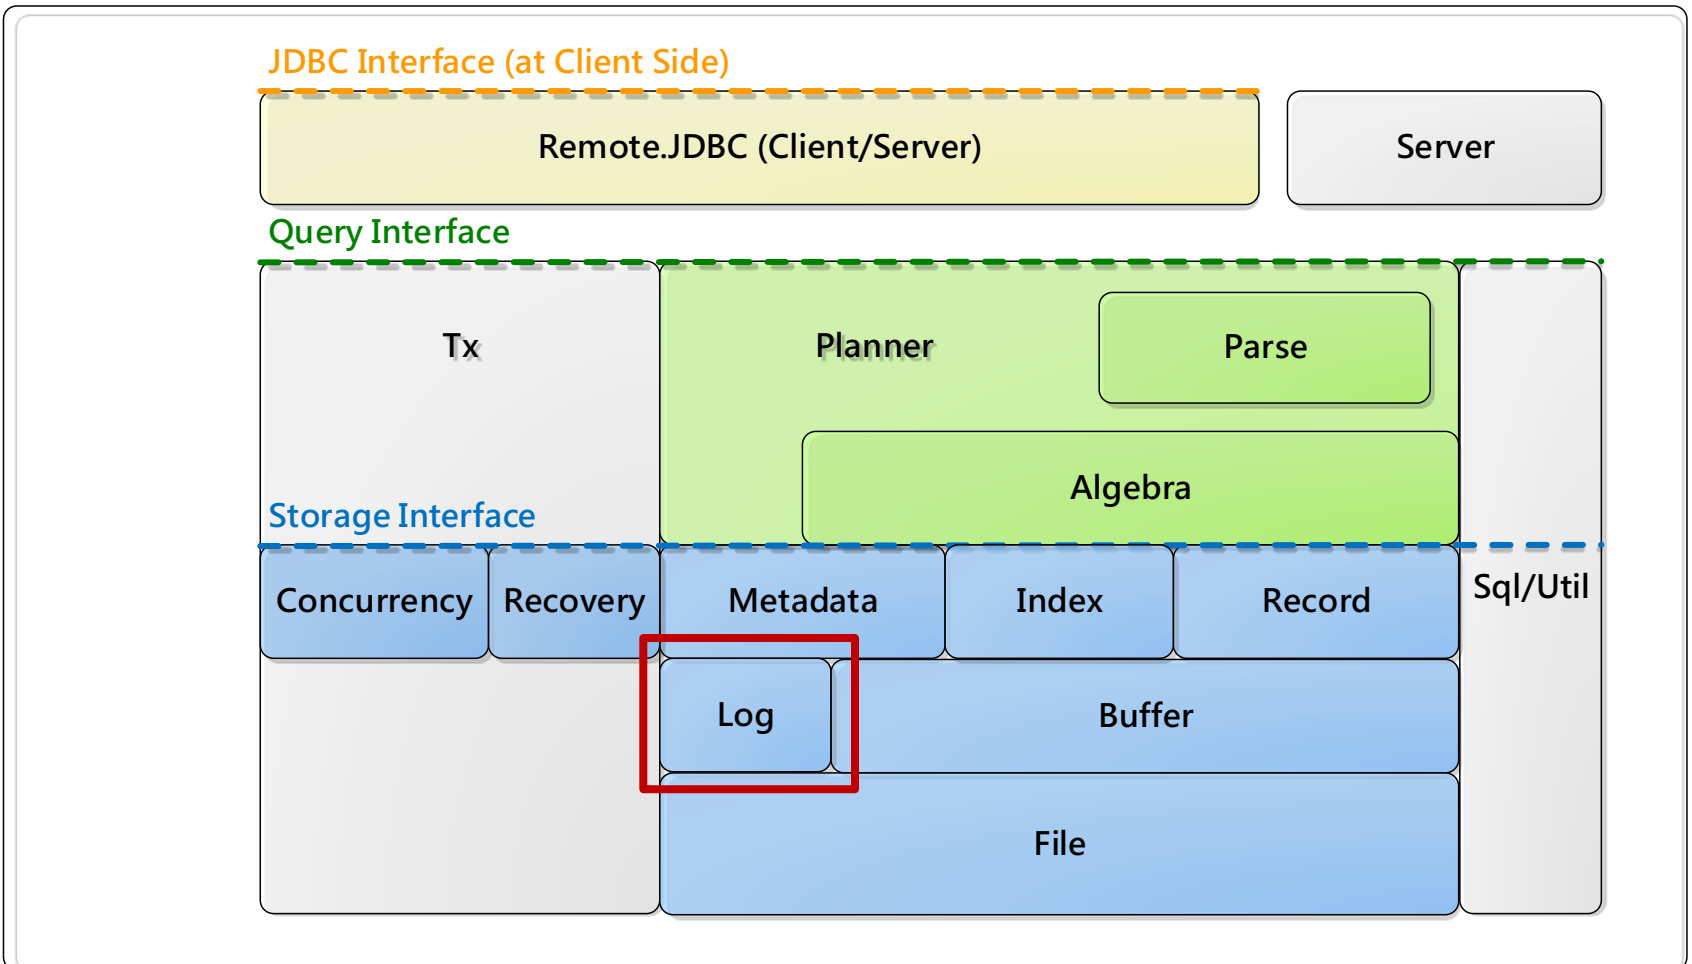 JDBC Interface (at Client Side)
Remote.JDBC (Client/Server)
Server
Query Interface
Tx
Planner
Parse
Algebra
Storage Interface
Concurrency
Recovery
Metadata
Index
Record
Sql/Util
Log
Buffer
File